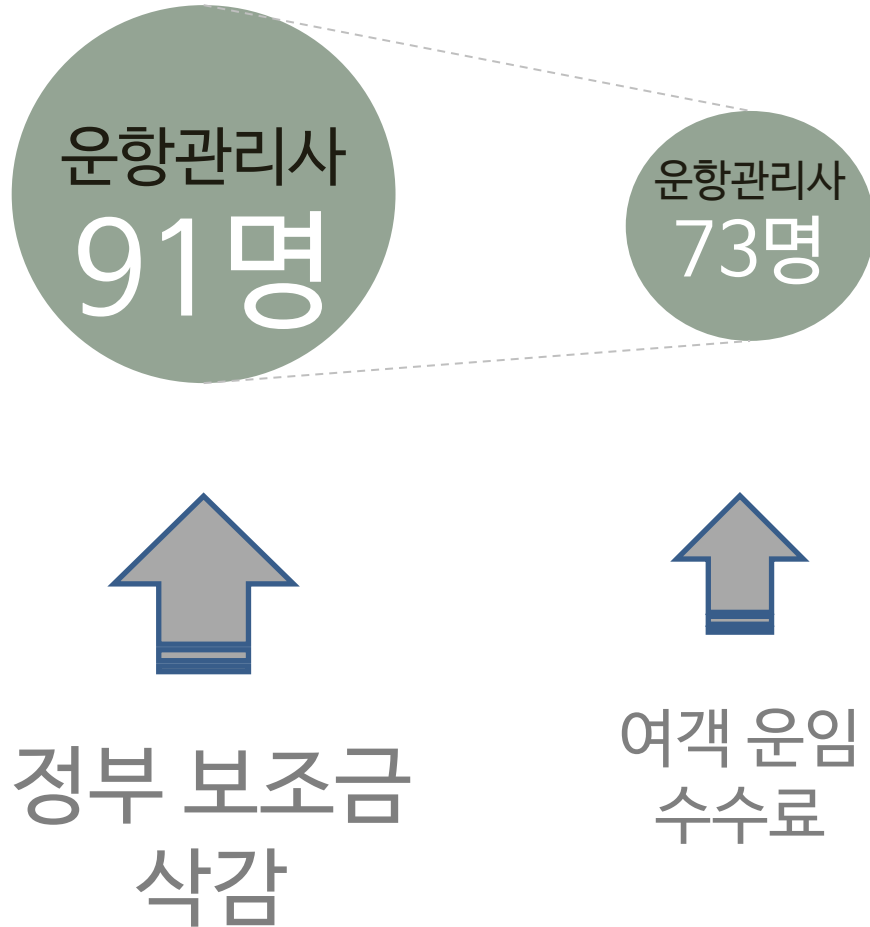 운항관리사
91명
운항관리사
73명
정부 보조금
삭감
여객 운임
수수료